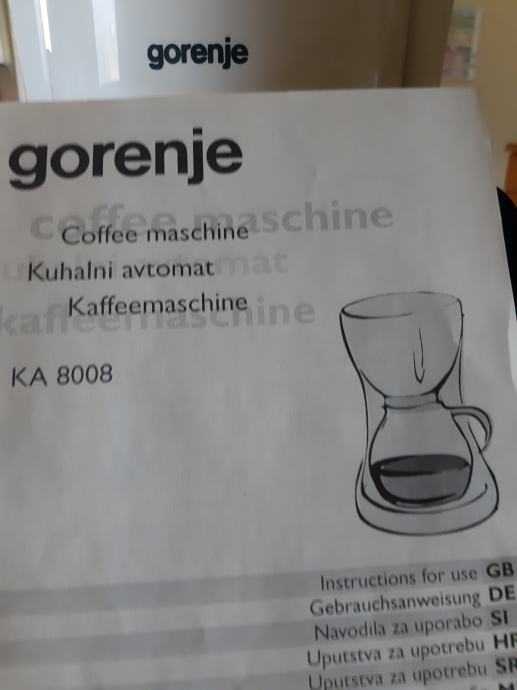 gorenje
gorenje
coffee maschine
Coffee maschine
Kuhalni avtomat
Kaffeemaschine
kaffeemaschine
KA 8008
Instructions for use GB
Gebrauchsanweisung DE
Navodila za uporabo SI
Uputstva za upotrebu
Uputstva za upotrebu SR